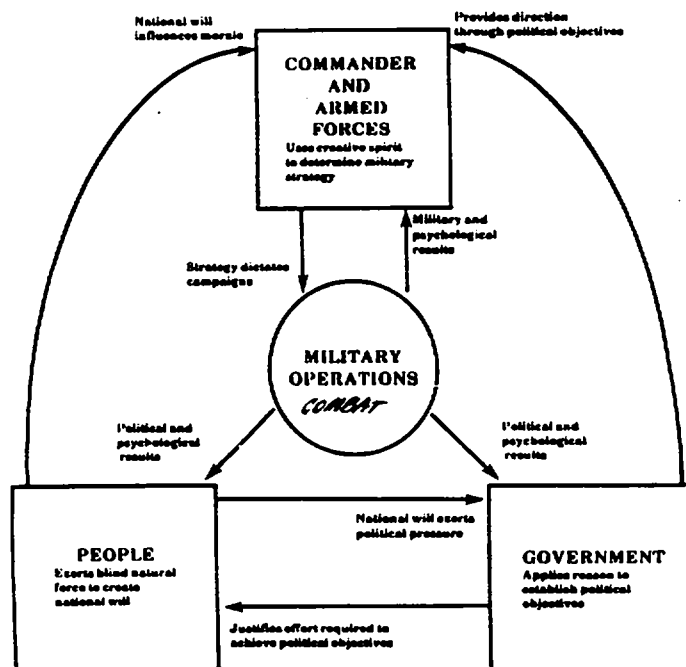 National will
influences morale
Provides direction
through political objectives
COMMANDER
AND
ARMED
FORCES
Uses creative spirit
to determine military
strategy
Military and
psychological
results
Strategy dictates
campaigns
MILITARY
OPERATIONS
COMBAT
Political and
psychological
results
Political and
psychological
results
National will exerts
political pressure
PEOPLE
Exerts blind natural
force to create
national will
GOVERNMENT
Applies reason to
establish political
objectives
Justifies effort required to
achieve political objectives